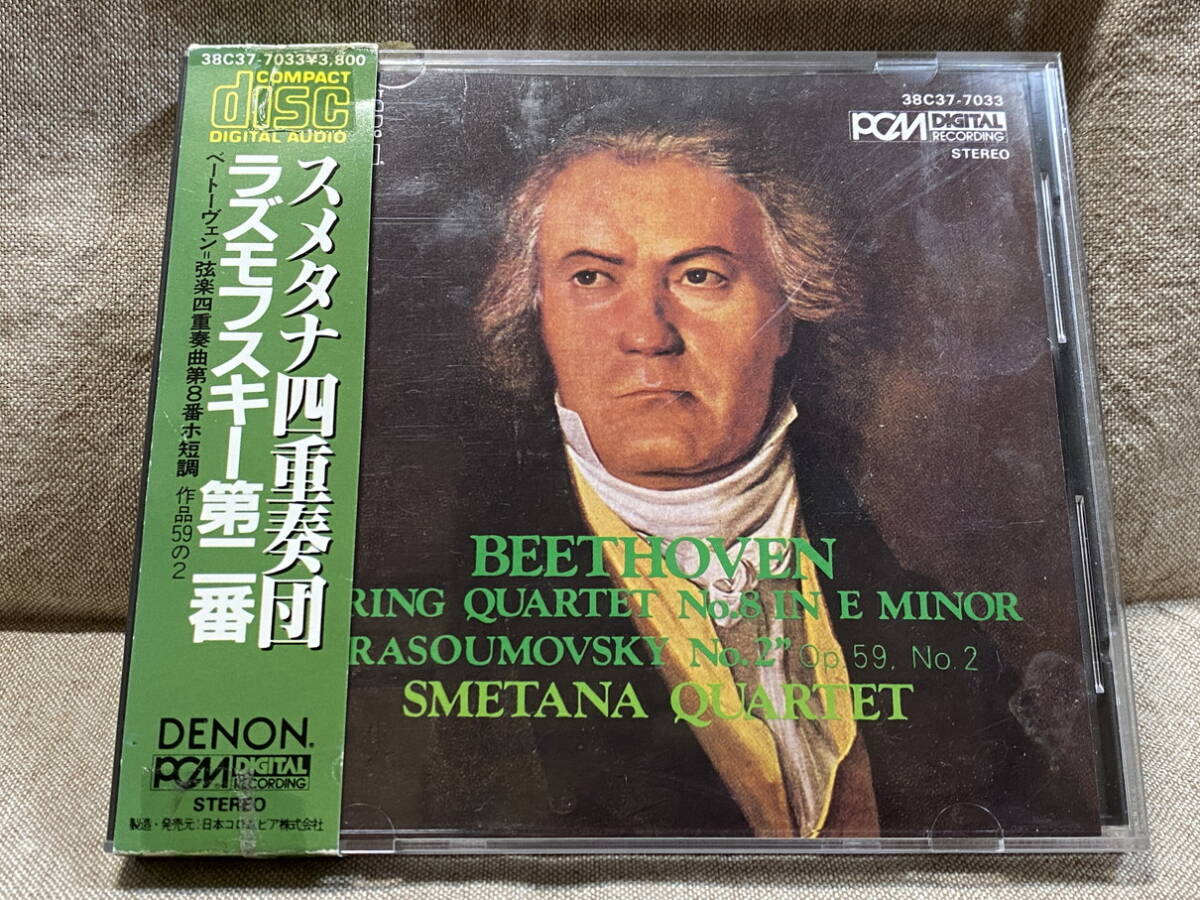 38C37-7033¥3,800
COMPACT
disc
DIGITAL AUDIO
スメタナ四重奏団
ラズモフスキー第二番
ベートーヴェン=弦楽四重奏曲第8番ホ短調 作品59の2
DENON
PCM DIGITAL
RECORDING
STEREO
製造・発売元:日本コロムビア株式会社
38C37-7033
PCM DIGITAL
RECORDING
STEREO
BEETHOVEN
RING QUARTET No.8 IN E MINOR
RASOUMOVSKY No.2” Op.59, No.2
SMETANA QUARTET